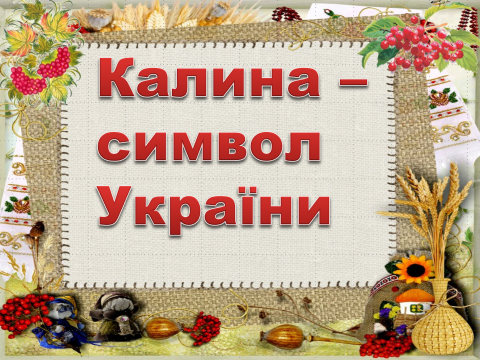 Калина –
символ
України